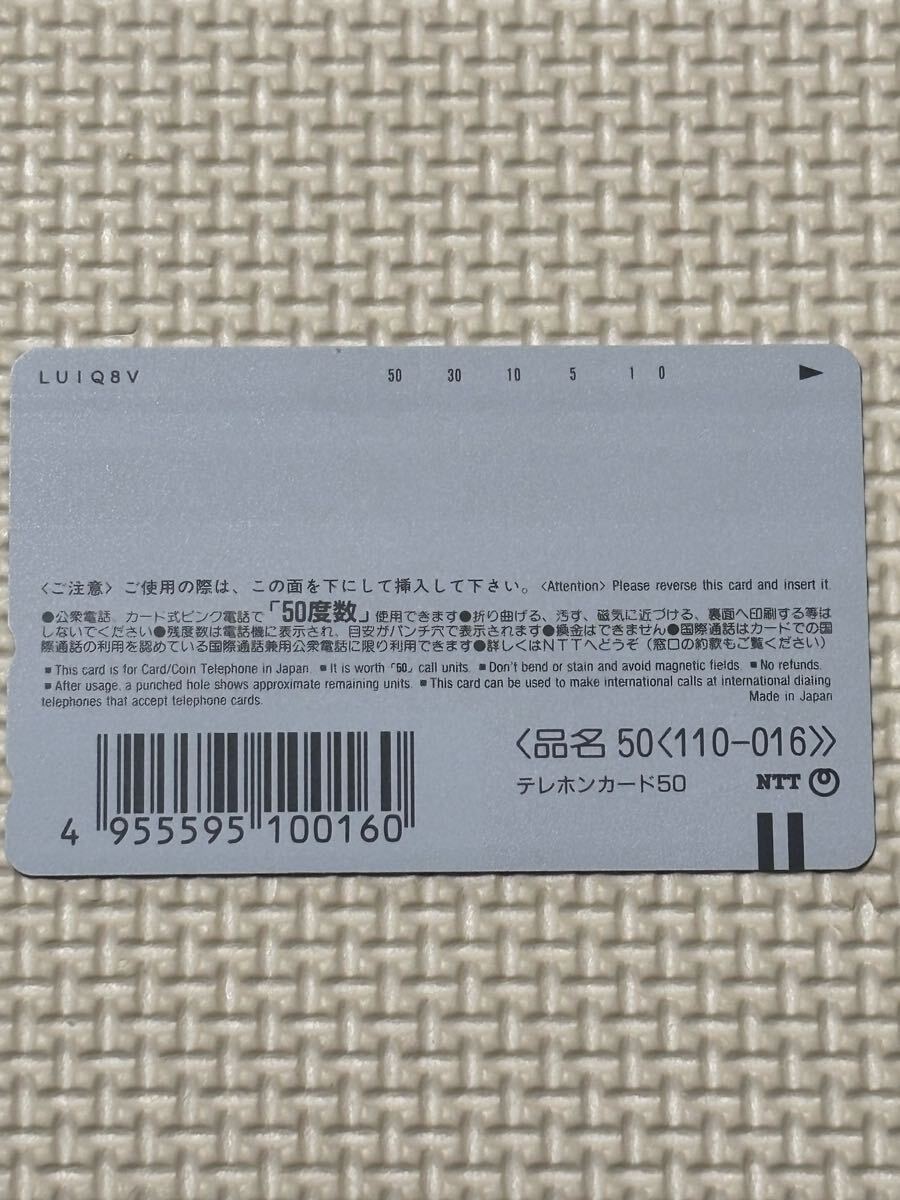 LU1Q8V 50 30 10 5 1 0
〈ご注意〉ご使用の際は、この面を下にして挿入して下さい。〈Attention〉Please reverse this card and insert it.
●公衆電話、カード式ピンク電話で「50度数」使用できます●折り曲げる、汚す、磁気に近づける、裏面へ印刷する等は
しないでください●残度数は電話機に表示され、目安がパンチ穴で表示されます●換金はできません●国際通話はカードでの国
際通話の利用を認めている国際通話兼用公衆電話に限り利用できます●詳しくはNTTへどうぞ(窓口の約款もご覧ください)
■ This card is for Card/Coin Telephone in Japan. ■ It is worth「50」call units. ■ Don't bend or stain and avoid magnetic fields ■ No refunds.
■ After usage, a punched hole shows approximate remaining units. ■ This card can be used to make international calls at international dialing
telephones that accept telephone cards. Made in Japan
〈品名 50〈110-016〉〉
テレホンカード50 NTT
4 955595 100160